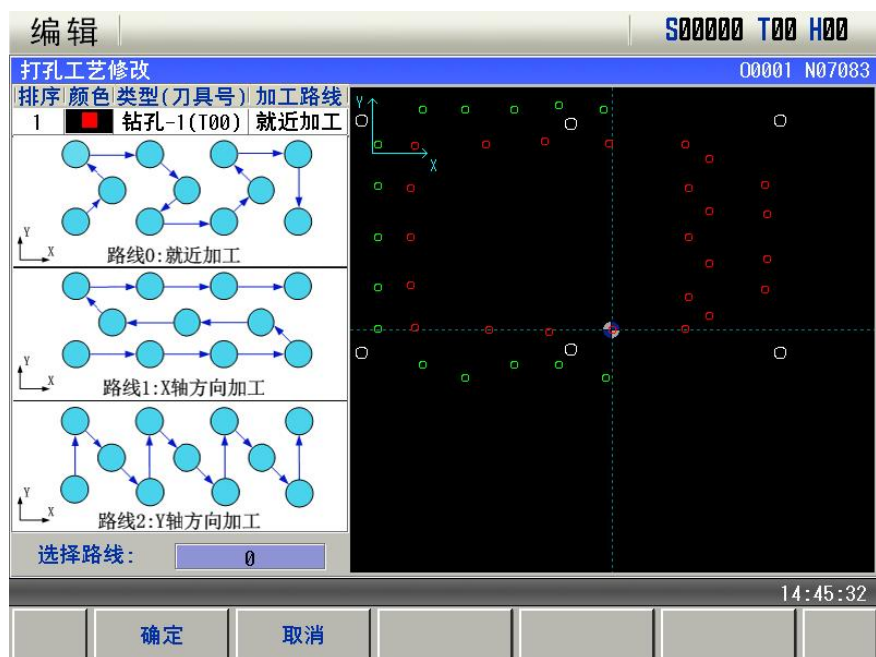 编辑
S00000 T00 H00
打孔工艺修改 O0001 N07083
排序 颜色 类型(刀具号) 加工路线
1 钻孔-1(T00) 就近加工
Y
X
Y
X
路线0:就近加工
Y
X
路线1:X轴方向加工
Y
X
路线2:Y轴方向加工
选择路线: 0
14:45:32
确定 取消